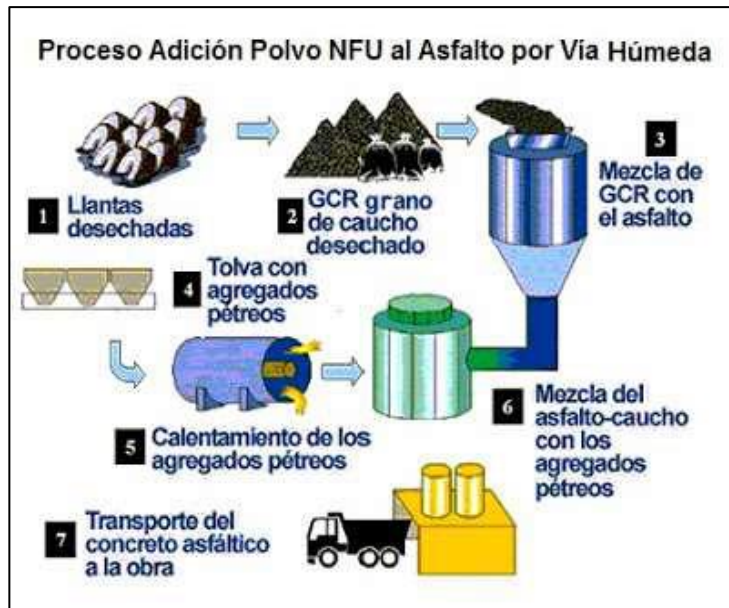 Proceso Adición Polvo NFU al Asfalto por Vía Húmeda
1 Llantas
desechadas
2 GCR grano
de caucho
desechado
3
Mezcla de
GCR con
el asfalto
4 Tolva con
agregados
pétreos
5 Calentamiento de los
agregados pétreos
6 Mezcla del
asfalto-caucho
con los
agregados
pétreos
7 Transporte del
concreto asfáltico
a la obra